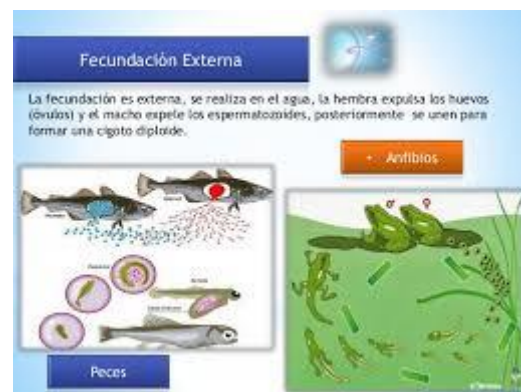 Fecundación Externa
La fecundación es externa, se realiza en el agua, la hembra expulsa los huevos
(óvulos) y el macho expele los espermatozoides, posteriormente se unen para
formar una cigoto diploide.
• Anfibios
♂ ♀
Peces